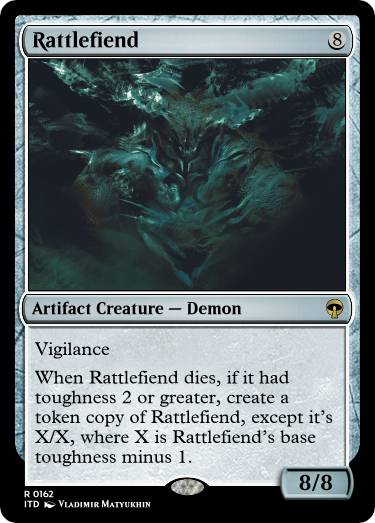 Rattlefiend 8
Artifact Creature — Demon
Vigilance
When Rattlefiend dies, if it had
toughness 2 or greater, create a
token copy of Rattlefiend, except it's
X/X, where X is Rattlefiend's base
toughness minus 1.
8/8
R 0162
ITD Vladimir Matyukhin